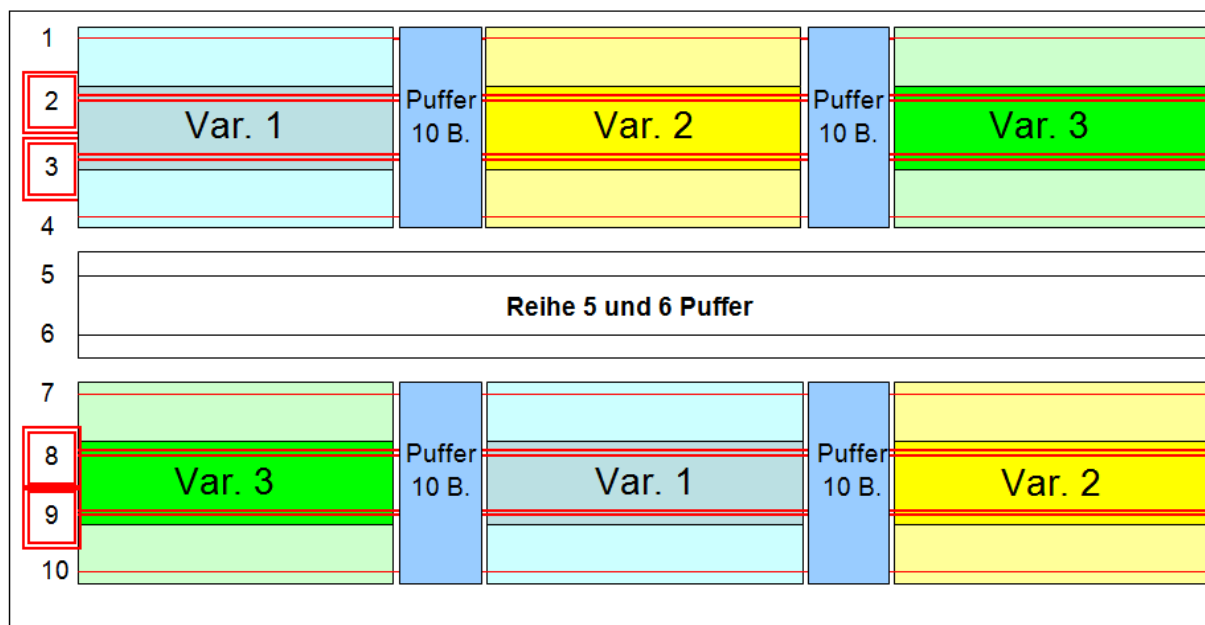 1
2
Puffer
Puffer
Var. 1
Var. 2
Var. 3
10 B.
10 B.
3
4
5
Reihe 5 und 6 Puffer
6
7
8
Puffer
Puffer
Var. 3
Var. 1
Var. 2
10 B.
10 B.
9
10